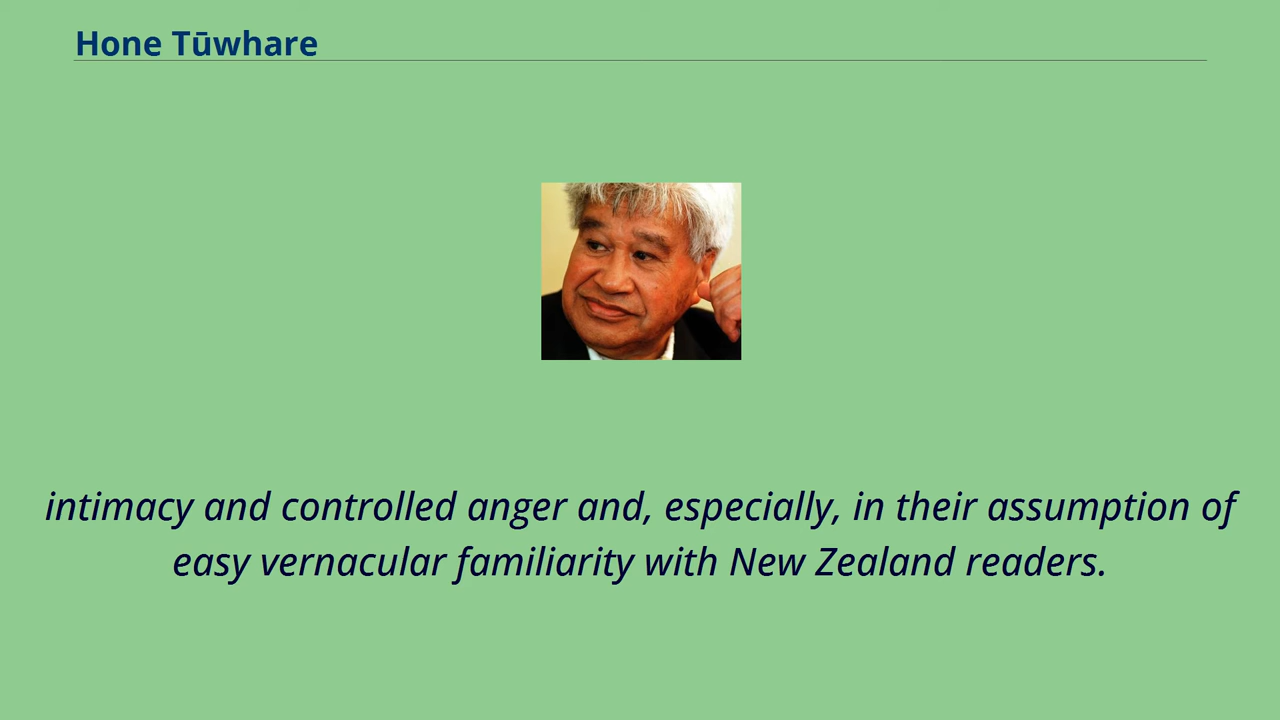 Hone Tūwhare
intimacy and controlled anger and, especially, in their assumption of
easy vernacular familiarity with New Zealand readers.